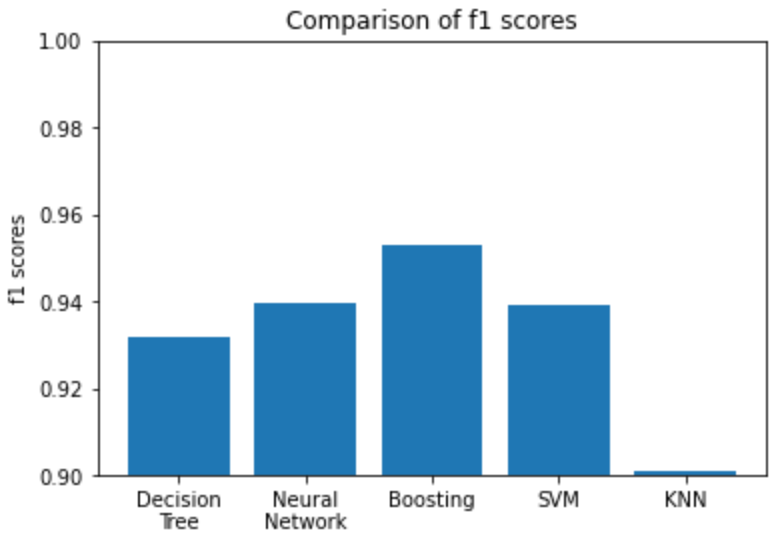 Comparison of f1 scores
1.00
0.98
0.96
0.94
0.92
0.90
f1 scores
Decision
Tree
Neural
Network
Boosting
SVM
KNN